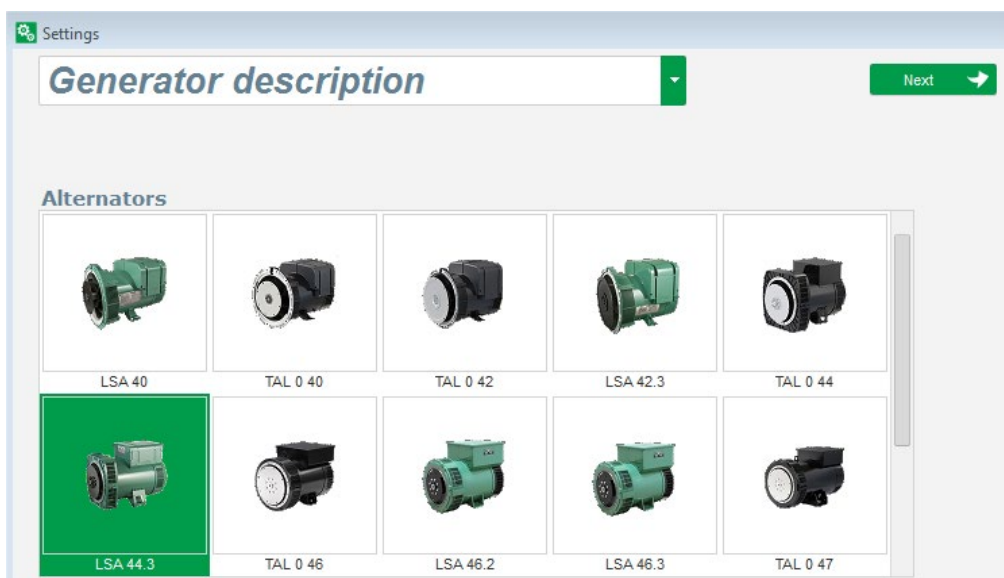 Settings
Generator description
Next
Alternators
LSA 40
TAL 0 40
TAL 0 42
LSA 42.3
TAL 0 44
LSA 44.3
TAL 0 46
LSA 46.2
LSA 46.3
TAL 0 47